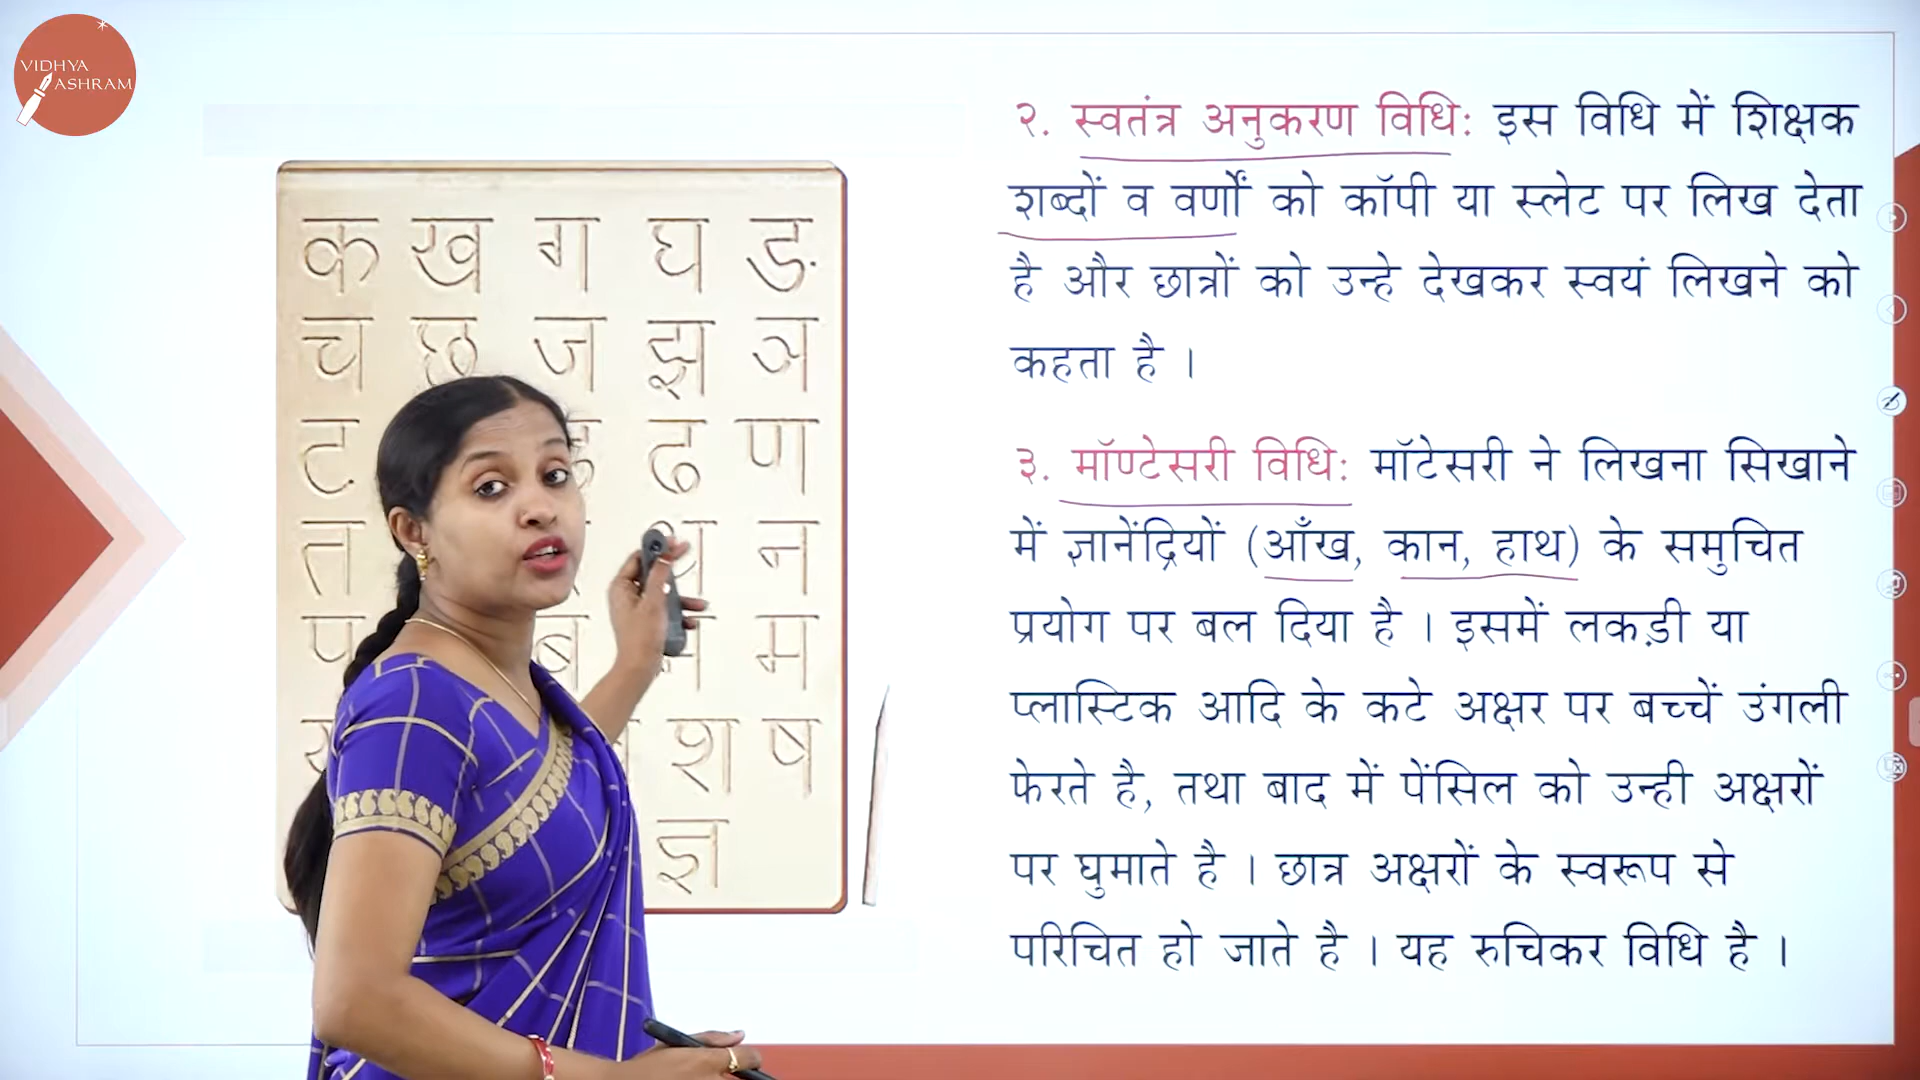 VIDHYA
ASHRAM
क ख ग घ ङ
च छ ज झ ञ
ट ढ ण
त थ न
प ब म
श ष
ज्ञ
२. स्वतंत्र अनुकरण विधि: इस विधि में शिक्षक
शब्दों व वर्णों को कॉपी या स्लेट पर लिख देता
है और छात्रों को उन्हे देखकर स्वयं लिखने को
कहता है ।
३. मॉण्टेसरी विधि: मॉटेसरी ने लिखना सिखाने
में ज्ञानेंद्रियों (आँख, कान, हाथ) के समुचित
प्रयोग पर बल दिया है । इसमें लकड़ी या
प्लास्टिक आदि के कटे अक्षर पर बच्चें उंगली
फेरते है, तथा बाद में पेंसिल को उन्ही अक्षरों
पर घुमाते है । छात्र अक्षरों के स्वरूप से
परिचित हो जाते है । यह रुचिकर विधि है ।